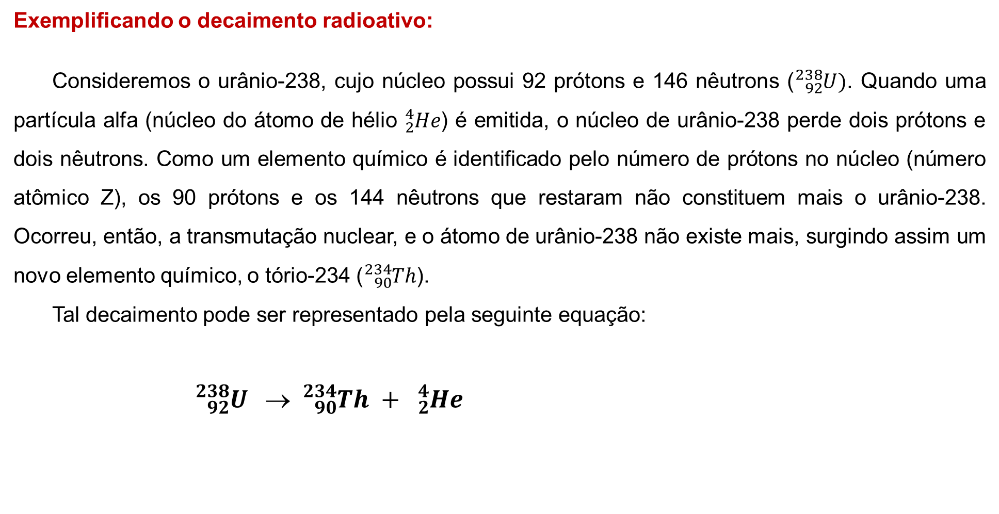 Exemplificando o decaimento radioativo:
Consideremos o urânio-238, cujo núcleo possui 92 prótons e 146 nêutrons ($^{238}_{92}U$). Quando uma
partícula alfa (núcleo do átomo de hélio $^{4}_{2}He$) é emitida, o núcleo de urânio-238 perde dois prótons e
dois nêutrons. Como um elemento químico é identificado pelo número de prótons no núcleo (número
atômico Z), os 90 prótons e os 144 nêutrons que restaram não constituem mais o urânio-238.
Ocorreu, então, a transmutação nuclear, e o átomo de urânio-238 não existe mais, surgindo assim um
novo elemento químico, o tório-234 ($^{234}_{90}Th$).
Tal decaimento pode ser representado pela seguinte equação:
$^{238}_{92}U \rightarrow {}^{234}_{90}Th + {}^{4}_{2}He$